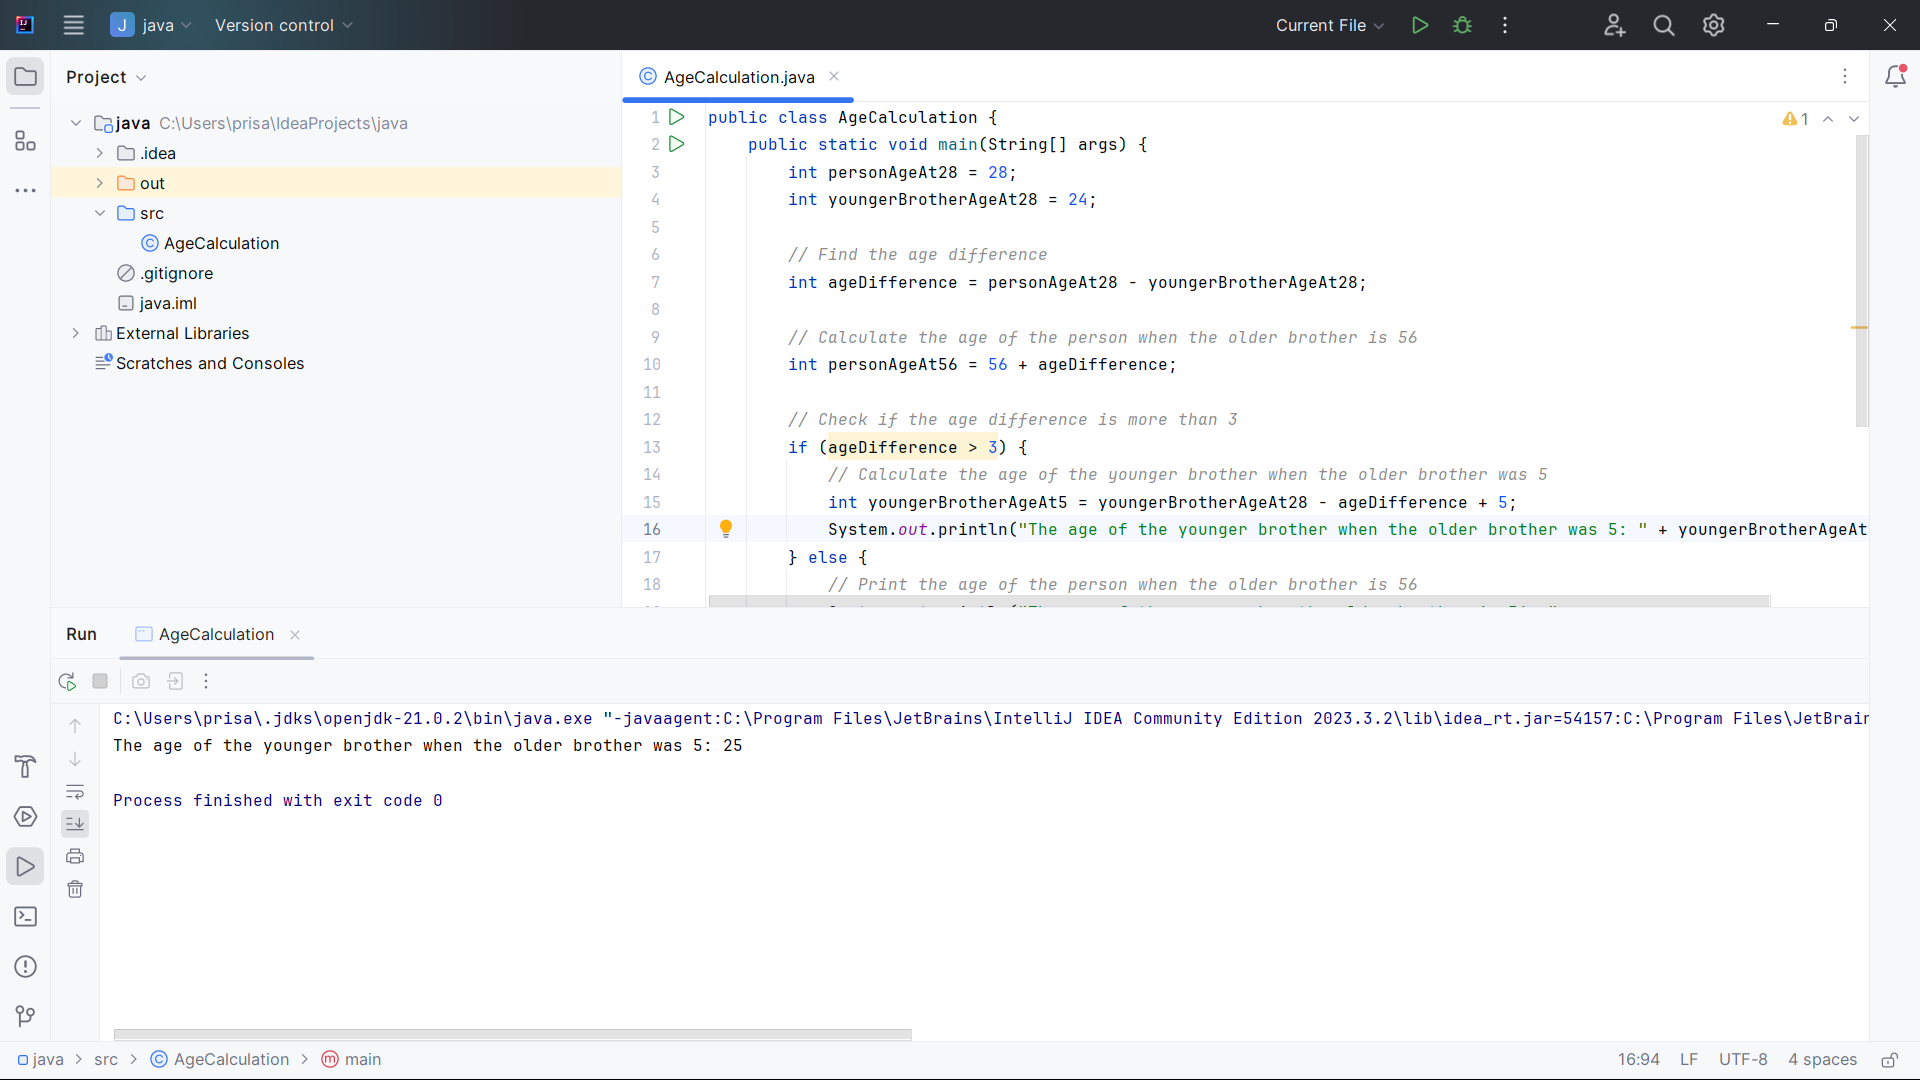 J java Version control Current File
Project
AgeCalculation.java
java C:\Users\prisa\IdeaProjects\java
.idea
out
src
AgeCalculation
.gitignore
java.iml
External Libraries
Scratches and Consoles
1 public class AgeCalculation {
2 public static void main(String[] args) {
3 int personAgeAt28 = 28;
4 int youngerBrotherAgeAt28 = 24;
5
6 // Find the age difference
7 int ageDifference = personAgeAt28 - youngerBrotherAgeAt28;
8
9 // Calculate the age of the person when the older brother is 56
10 int personAgeAt56 = 56 + ageDifference;
11
12 // Check if the age difference is more than 3
13 if (ageDifference > 3) {
14 // Calculate the age of the younger brother when the older brother was 5
15 int youngerBrotherAgeAt5 = youngerBrotherAgeAt28 - ageDifference + 5;
16 System.out.println("The age of the younger brother when the older brother was 5: " + youngerBrotherAgeAt
17 } else {
18 // Print the age of the person when the older brother is 56
1
Run AgeCalculation
C:\Users\prisa\.jdks\openjdk-21.0.2\bin\java.exe "-javaagent:C:\Program Files\JetBrains\IntelliJ IDEA Community Edition 2023.3.2\lib\idea_rt.jar=54157:C:\Program Files\JetBrain
The age of the younger brother when the older brother was 5: 25
Process finished with exit code 0
java > src > AgeCalculation > main 16:94 LF UTF-8 4 spaces